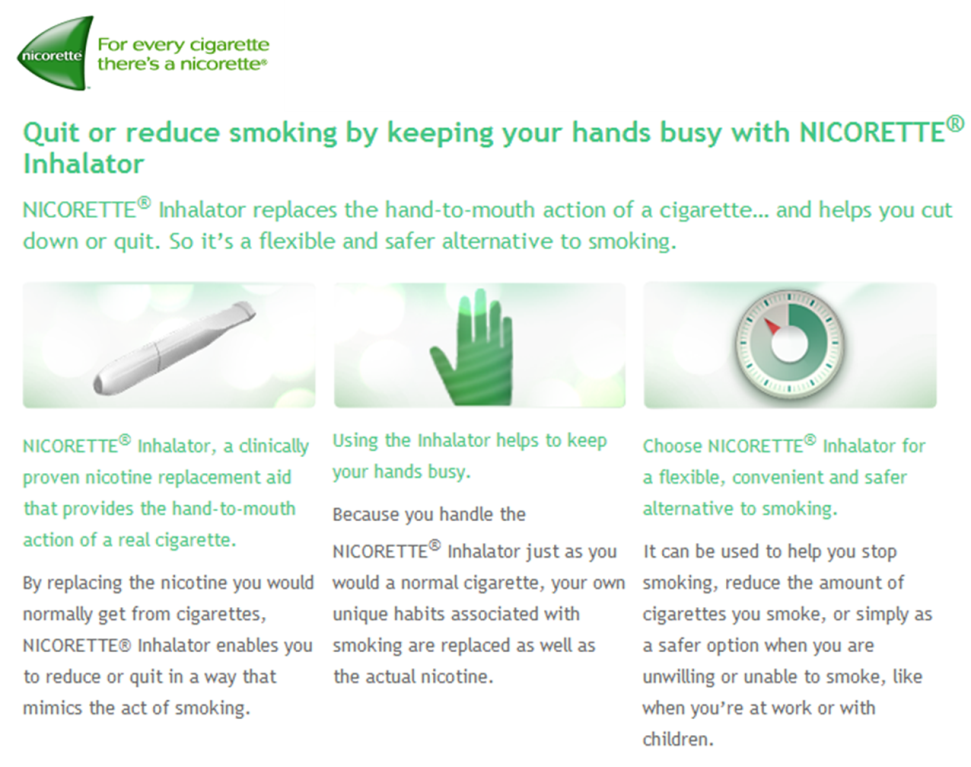 nicorette
For every cigarette
there's a nicorette®
Quit or reduce smoking by keeping your hands busy with NICORETTE®
Inhalator
NICORETTE® Inhalator replaces the hand-to-mouth action of a cigarette... and helps you cut
down or quit. So it's a flexible and safer alternative to smoking.
NICORETTE® Inhalator, a clinically
proven nicotine replacement aid
that provides the hand-to-mouth
action of a real cigarette.
By replacing the nicotine you would
normally get from cigarettes,
NICORETTE® Inhalator enables you
to reduce or quit in a way that
mimics the act of smoking.
Using the Inhalator helps to keep
your hands busy.
Because you handle the
NICORETTE® Inhalator just as you
would a normal cigarette, your own
unique habits associated with
smoking are replaced as well as
the actual nicotine.
Choose NICORETTE® Inhalator for
a flexible, convenient and safer
alternative to smoking.
It can be used to help you stop
smoking, reduce the amount of
cigarettes you smoke, or simply as
a safer option when you are
unwilling or unable to smoke, like
when you're at work or with
children.